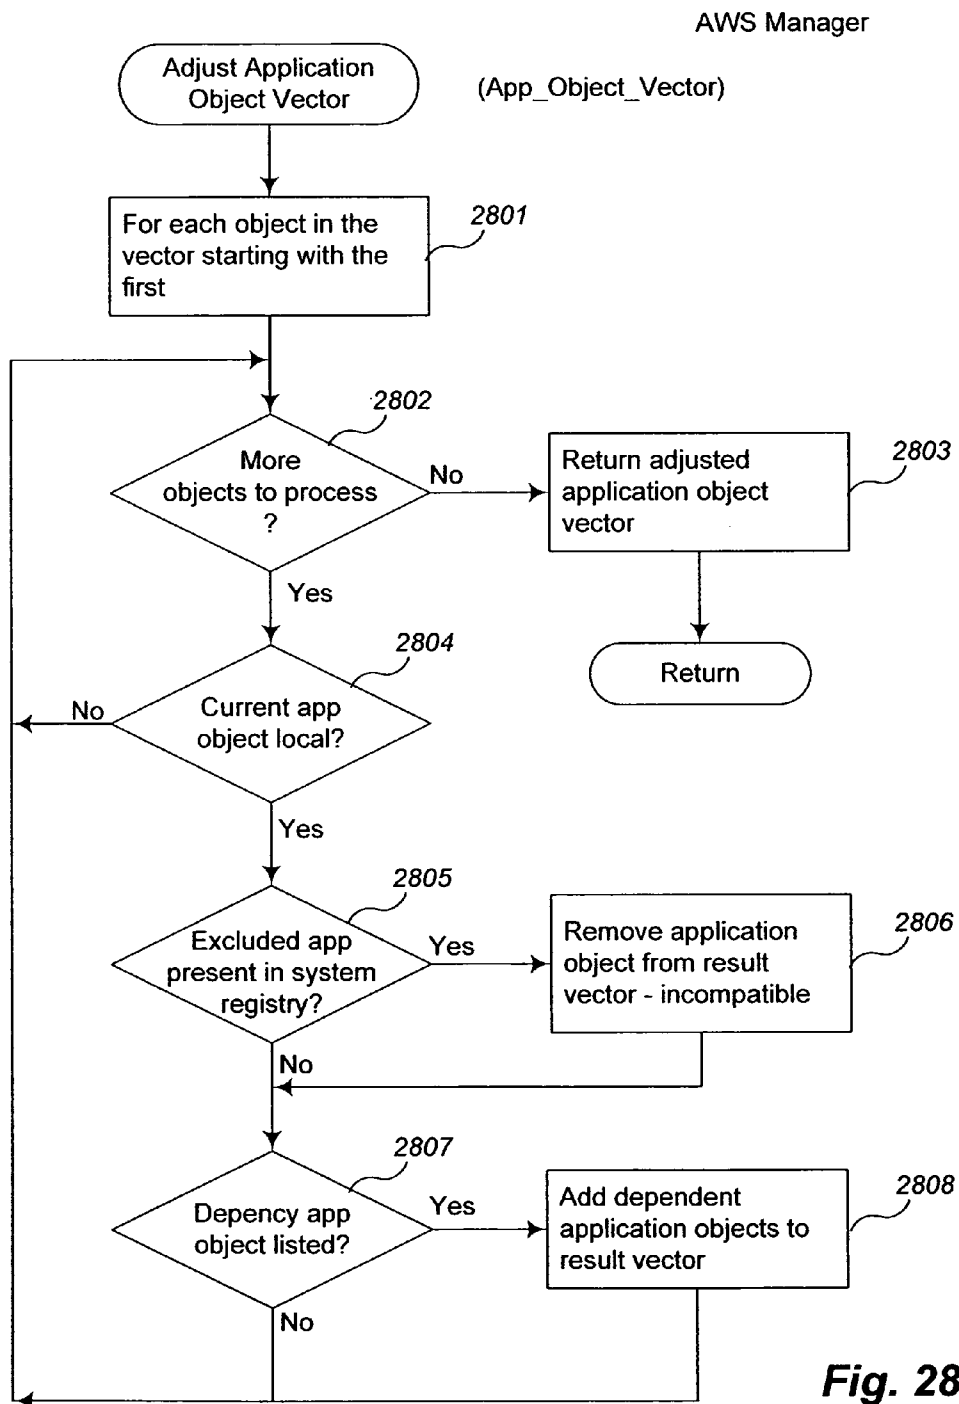 AWS Manager
Adjust Application
Object Vector
(App_Object_Vector)
2801
For each object in the
vector starting with the
first
2802
More
objects to process
?
No
2803
Return adjusted
application object
vector
Yes
Return
2804
Current app
object local?
No
Yes
2805
Excluded app
present in system
registry?
Yes
2806
Remove application
object from result
vector - incompatible
No
2807
Depency app
object listed?
Yes
2808
Add dependent
application objects to
result vector
No
Fig. 28